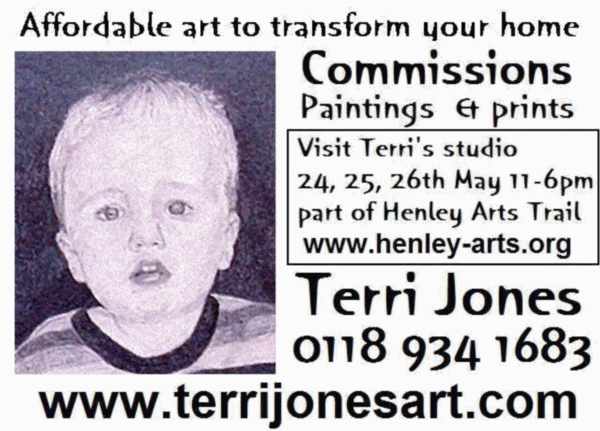 Affordable art to transform your home
Commissions
Paintings & prints
Visit Terri's studio
24, 25, 26th May 11-6pm
part of Henley Arts Trail
www.henley-arts.org
Terri Jones
0118 934 1683
www.terrijonesart.com